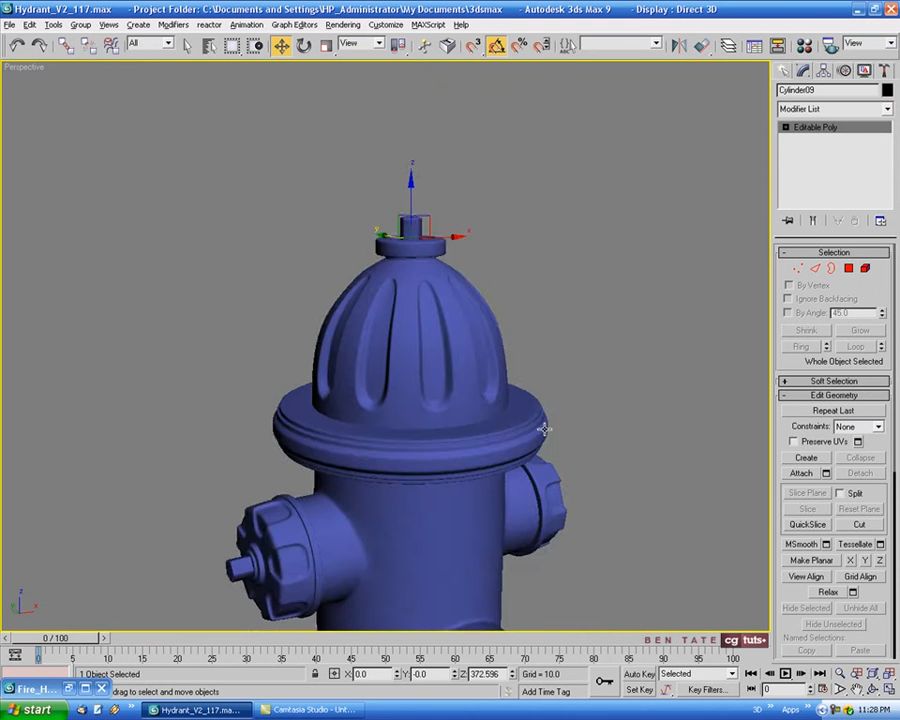 Hydrant_V2_117.max - Project Folder: C:\Documents and Settings\HP_Administrator\My Documents\3dsmax - Autodesk 3ds Max 9 - Display : Direct 3D
File Edit Tools Group Views Create Modifiers reactor Animation Graph Editors Rendering Customize MAXScript Help
All View View
Perspective
Cylinder09
Modifier List
Editable Poly
Selection
By Vertex
Ignore Backfacing
By Angle: 45.0
Shrink Grow
Ring Loop
Whole Object Selected
Soft Selection
Edit Geometry
Repeat Last
Constraints: None
Preserve UVs
Create Collapse
Attach Detach
Slice Plane Split
Slice Reset Plane
QuickSlice Cut
MSmooth Tessellate
Make Planar X Y Z
View Align Grid Align
Relax
Hide Selected Unhide All
Hide Unselected
Named Selections:
Copy Paste
z
y
x
z
x
0 / 100
BEN TATE cg tuts+
0 5 10 15 20 25 30 35 40 45 50 55 60 65 70 75 80 85 90 95 100
1 Object Selected X: 0.0 Y: -0.0 Z: 372.596 Grid = 10.0 Auto Key Selected
Fire_H... drag to select and move objects Add Time Tag Set Key Key Filters... 0
start Hydrant_V2_117.ma... Camtasia Studio - Unt... 3D Apps 11:28 PM